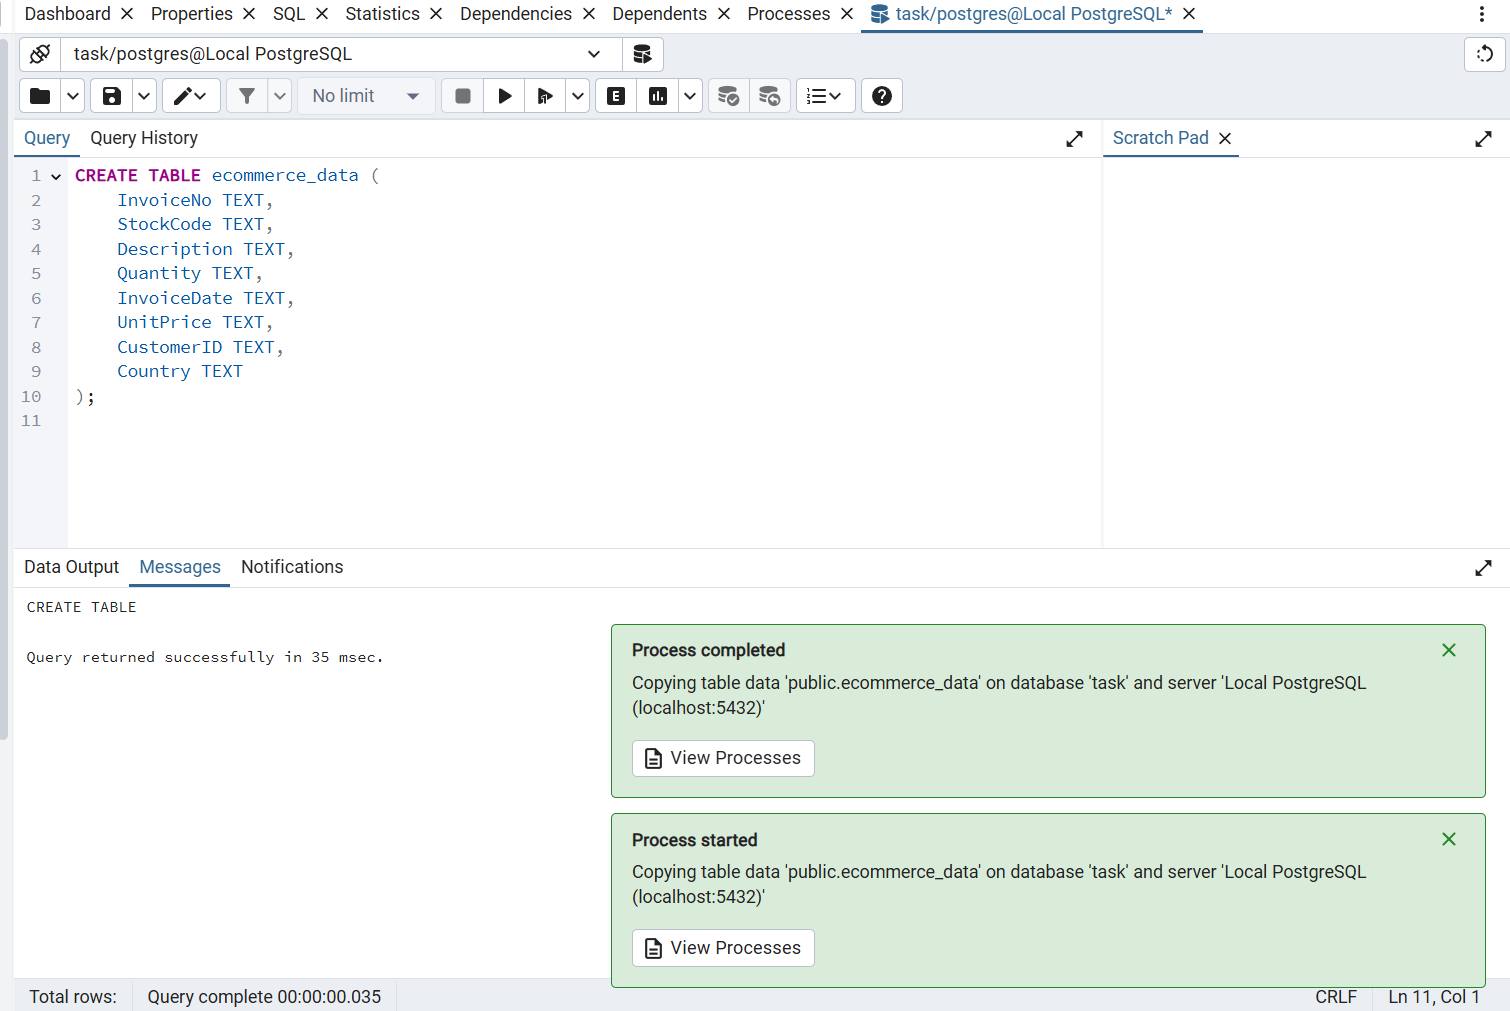 Dashboard Properties SQL Statistics Dependencies Dependents Processes task/postgres@Local PostgreSQL*
task/postgres@Local PostgreSQL
No limit E
Query Query History Scratch Pad
1 CREATE TABLE ecommerce_data (
2 InvoiceNo TEXT,
3 StockCode TEXT,
4 Description TEXT,
5 Quantity TEXT,
6 InvoiceDate TEXT,
7 UnitPrice TEXT,
8 CustomerID TEXT,
9 Country TEXT
10 );
11
Data Output Messages Notifications
CREATE TABLE
Query returned successfully in 35 msec.
Process completed
Copying table data 'public.ecommerce_data' on database 'task' and server 'Local PostgreSQL
(localhost:5432)'
View Processes
Process started
Copying table data 'public.ecommerce_data' on database 'task' and server 'Local PostgreSQL
(localhost:5432)'
View Processes
Total rows: Query complete 00:00:00.035 CRLF Ln 11, Col 1